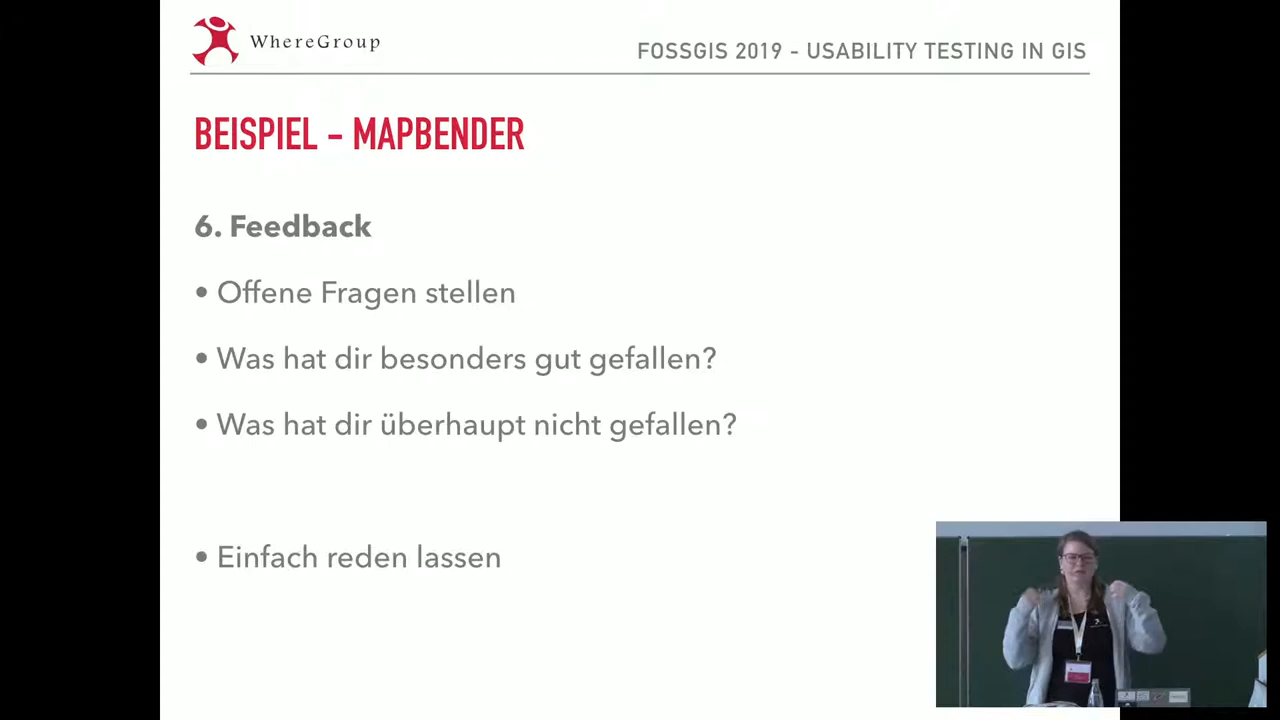 WhereGroup
FOSSGIS 2019 - USABILITY TESTING IN GIS
BEISPIEL – MAPBENDER
6. Feedback
• Offene Fragen stellen
• Was hat dir besonders gut gefallen?
• Was hat dir überhaupt nicht gefallen?
• Einfach reden lassen